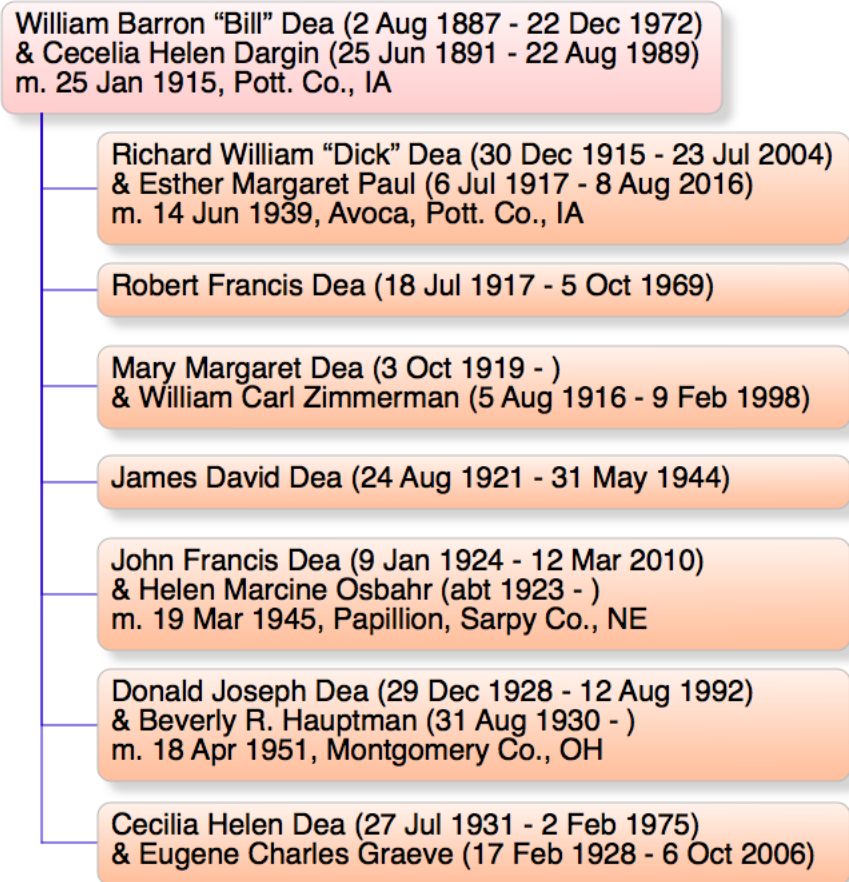 William Barron “Bill” Dea (2 Aug 1887 - 22 Dec 1972)
& Cecelia Helen Dargin (25 Jun 1891 - 22 Aug 1989)
m. 25 Jan 1915, Pott. Co., IA
Richard William “Dick” Dea (30 Dec 1915 - 23 Jul 2004)
& Esther Margaret Paul (6 Jul 1917 - 8 Aug 2016)
m. 14 Jun 1939, Avoca, Pott. Co., IA
Robert Francis Dea (18 Jul 1917 - 5 Oct 1969)
Mary Margaret Dea (3 Oct 1919 - )
& William Carl Zimmerman (5 Aug 1916 - 9 Feb 1998)
James David Dea (24 Aug 1921 - 31 May 1944)
John Francis Dea (9 Jan 1924 - 12 Mar 2010)
& Helen Marcine Osbahr (abt 1923 - )
m. 19 Mar 1945, Papillion, Sarpy Co., NE
Donald Joseph Dea (29 Dec 1928 - 12 Aug 1992)
& Beverly R. Hauptman (31 Aug 1930 - )
m. 18 Apr 1951, Montgomery Co., OH
Cecilia Helen Dea (27 Jul 1931 - 2 Feb 1975)
& Eugene Charles Graeve (17 Feb 1928 - 6 Oct 2006)